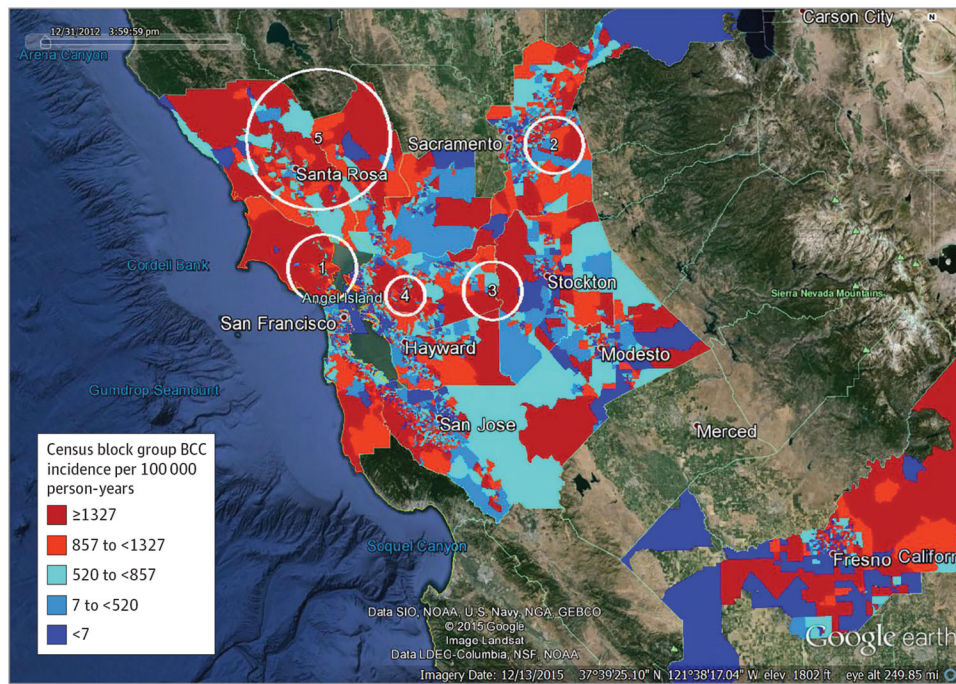 12/31/2012 3:59:59 pm
Carson City
N
Arena Canyon
5
Sacramento
2
Santa Rosa
Cordell Bank
1
Angel Island
4
3
Stockton
Sierra Nevada Mountains
San Francisco
Hayward
Modesto
Gumdrop Seamount
San Jose
Merced
Census block group BCC
incidence per 100 000
person-years
≥1327
857 to <1327
520 to <857
7 to <520
<7
Soquel Canyon
Fresno
Californ
Data SIO, NOAA, U.S. Navy, NGA, GEBCO
© 2015 Google
Image Landsat
Data LDEO-Columbia, NSF, NOAA
Google earth
Imagery Date: 12/13/2015 37°39'25.10" N 121°38'17.04" W elev 1802 ft eye alt 249.85 mi